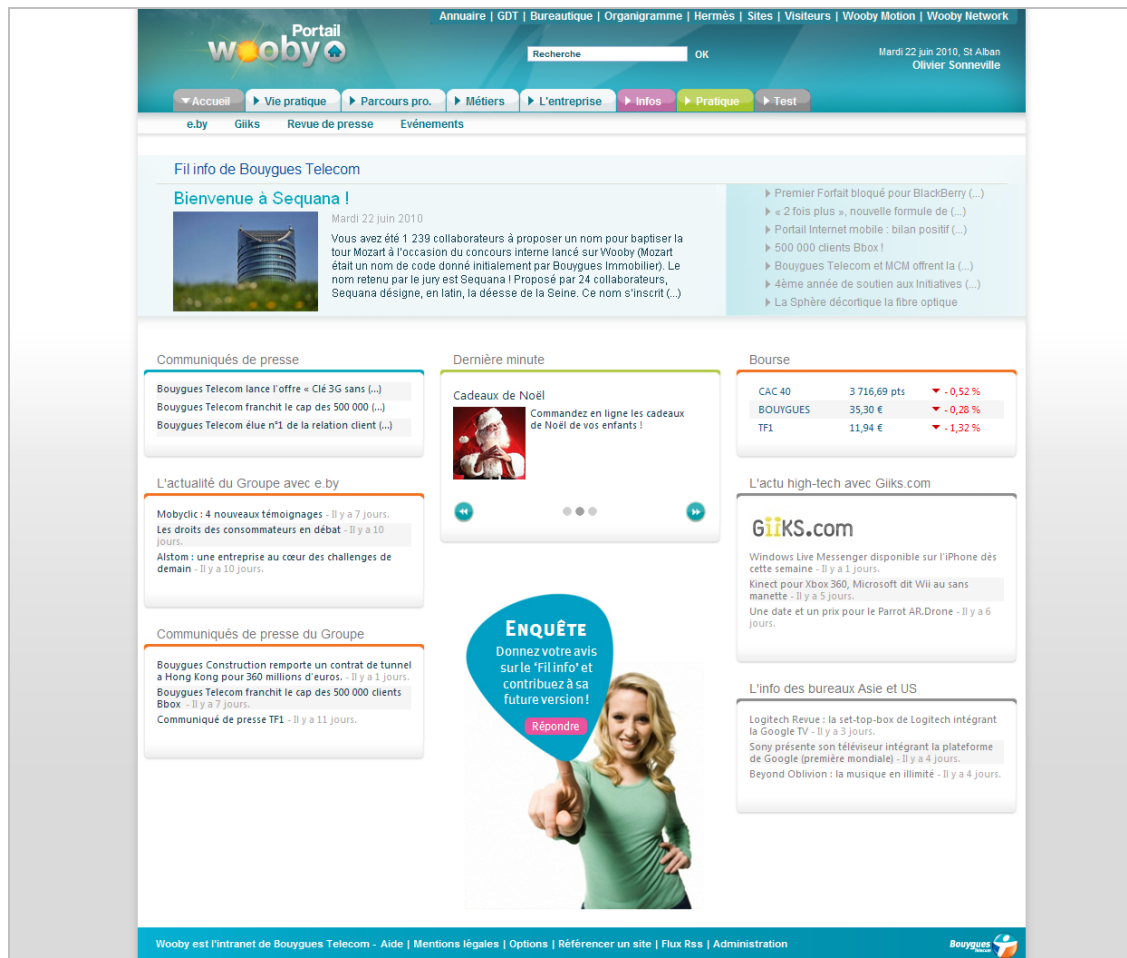 Annuaire | GDT | Bureautique | Organigramme | Hermès | Sites | Visiteurs | Wooby Motion | Wooby Network
Portail
wooby
Recherche OK
Mardi 22 juin 2010, St Alban
Olivier Sonneville
Accueil Vie pratique Parcours pro. Métiers L'entreprise Infos Pratique Test
e.by Giiks Revue de presse Evénements
Fil info de Bouygues Telecom
Bienvenue à Sequana !
Mardi 22 juin 2010
Vous avez été 1 239 collaborateurs à proposer un nom pour baptiser la
tour Mozart à l'occasion du concours interne lancé sur Wooby (Mozart
était un nom de code donné initialement par Bouygues Immobilier). Le
nom retenu par le jury est Sequana ! Proposé par 24 collaborateurs,
Sequana désigne, en latin, la déesse de la Seine. Ce nom s'inscrit (...)
Premier Forfait bloqué pour BlackBerry (...)
« 2 fois plus », nouvelle formule de (...)
Portail Internet mobile : bilan positif (...)
500 000 clients Bbox !
Bouygues Telecom et MCM offrent la (...)
4ème année de soutien aux Initiatives (...)
La Sphère décortique la fibre optique
Communiqués de presse
Bouygues Telecom lance l'offre « Clé 3G sans (...)
Bouygues Telecom franchit le cap des 500 000 (...)
Bouygues Telecom élue n°1 de la relation client (...)
L'actualité du Groupe avec e.by
Mobyclic : 4 nouveaux témoignages - Il y a 7 jours.
Les droits des consommateurs en débat - Il y a 10
jours.
Alstom : une entreprise au cœur des challenges de
demain - Il y a 10 jours.
Communiqués de presse du Groupe
Bouygues Construction remporte un contrat de tunnel
a Hong Kong pour 360 millions d'euros. - Il y a 1 jours.
Bouygues Telecom franchit le cap des 500 000 clients
Bbox - Il y a 7 jours.
Communiqué de presse TF1 - Il y a 11 jours.
Dernière minute
Cadeaux de Noël
Commandez en ligne les cadeaux
de Noël de vos enfants !
ENQUÊTE
Donnez votre avis
sur le 'Fil info' et
contribuez à sa
future version !
Répondre
Bourse
CAC 40 3 716,69 pts - 0,52 %
BOUYGUES 35,30 € - 0,28 %
TF1 11,94 € - 1,32 %
L'actu high-tech avec Giiks.com
GiiKS.com
Windows Live Messenger disponible sur l'iPhone dès
cette semaine - Il y a 1 jours.
Kinect pour Xbox 360, Microsoft dit Wii au sans
manette - Il y a 5 jours.
Une date et un prix pour le Parrot AR.Drone - Il y a 6
jours.
L'info des bureaux Asie et US
Logitech Revue : la set-top-box de Logitech intégrant
la Google TV - Il y a 3 jours.
Sony présente son téléviseur intégrant la plateforme
de Google (première mondiale) - Il y a 4 jours.
Beyond Oblivion : la musique en illimité - Il y a 4 jours.
Wooby est l'intranet de Bouygues Telecom - Aide | Mentions légales | Options | Référencer un site | Flux Rss | Administration
Bouygues
Telecom